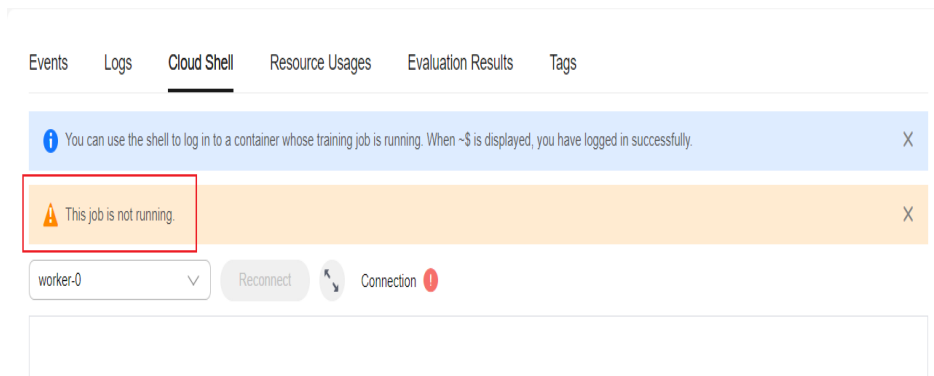 Events Logs Cloud Shell Resource Usages Evaluation Results Tags
You can use the shell to log in to a container whose training job is running. When ~$ is displayed, you have logged in successfully.
This job is not running.
worker-0 Reconnect Connection